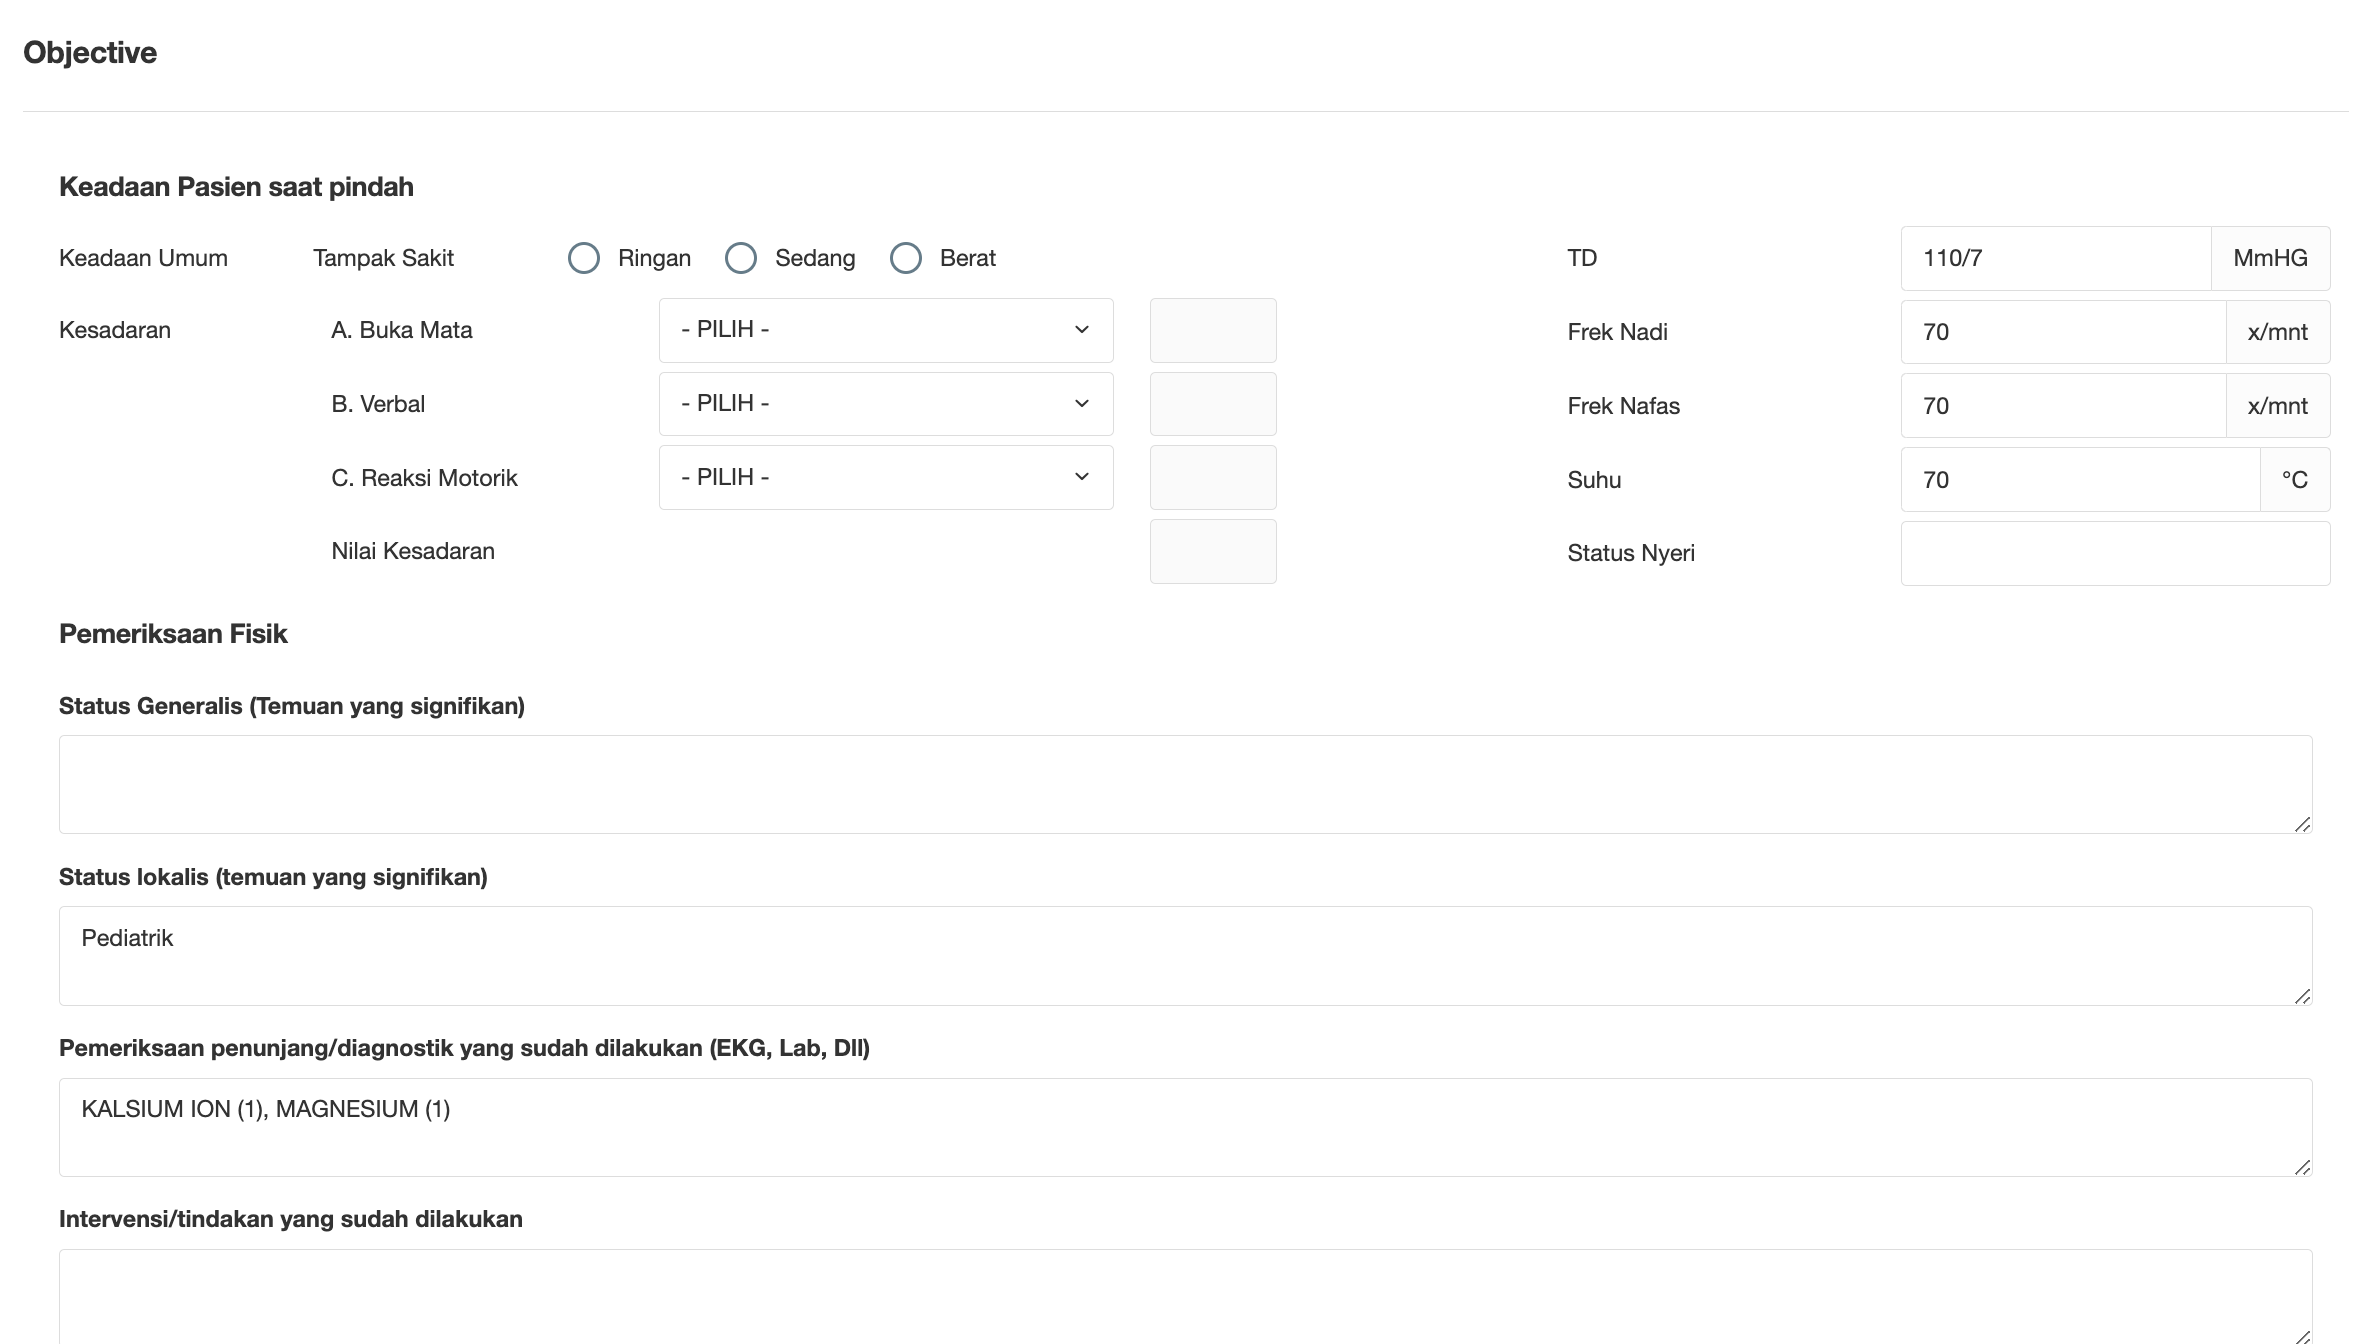 Objective
Keadaan Pasien saat pindah
Keadaan Umum Tampak Sakit Ringan Sedang Berat TD 110/7 MmHG
Kesadaran A. Buka Mata - PILIH - Frek Nadi 70 x/mnt
B. Verbal - PILIH - Frek Nafas 70 x/mnt
C. Reaksi Motorik - PILIH - Suhu 70 °C
Nilai Kesadaran Status Nyeri
Pemeriksaan Fisik
Status Generalis (Temuan yang signifikan)
Status lokalis (temuan yang signifikan)
Pediatrik
Pemeriksaan penunjang/diagnostik yang sudah dilakukan (EKG, Lab, Dll)
KALSIUM ION (1), MAGNESIUM (1)
Intervensi/tindakan yang sudah dilakukan